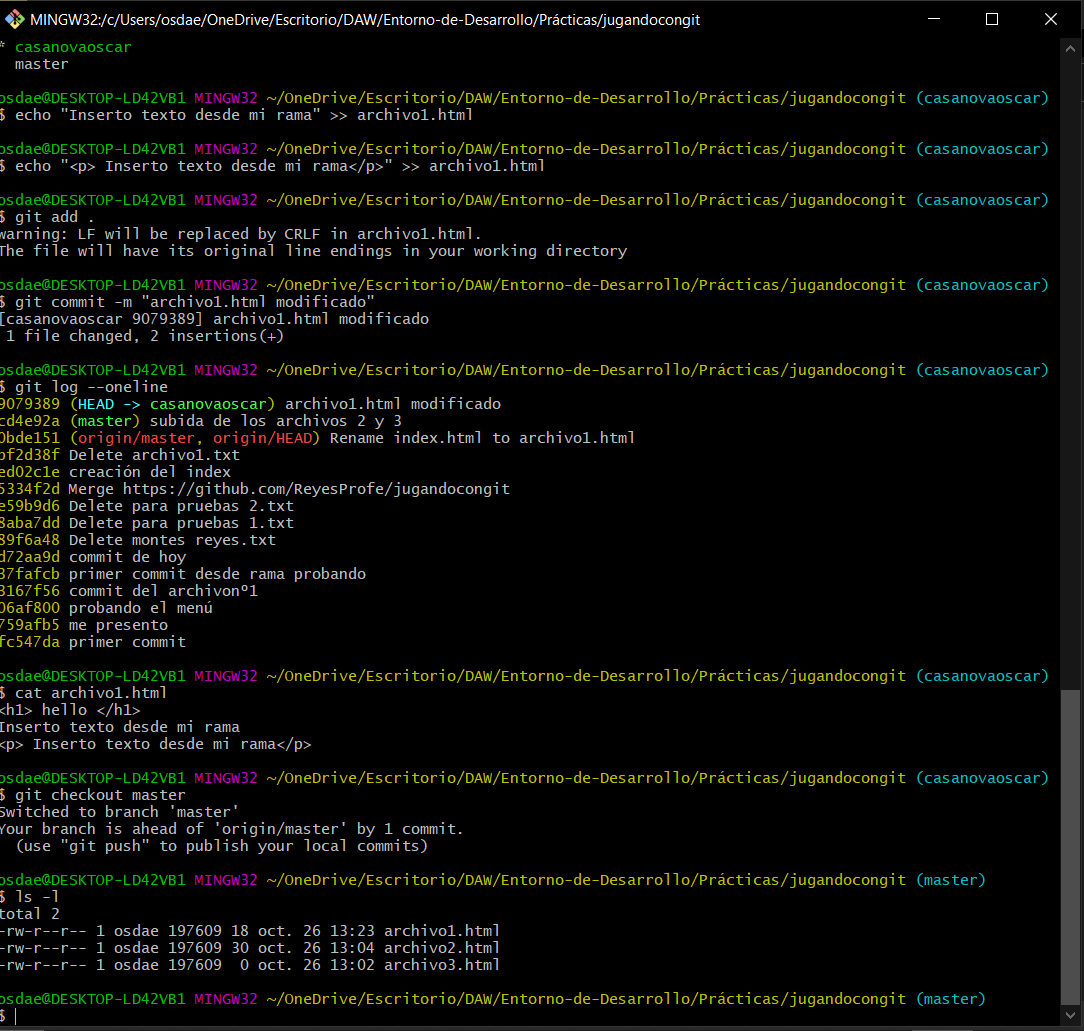 MINGW32:/c/Users/osdae/OneDrive/Escritorio/DAW/Entorno-de-Desarrollo/Prácticas/jugandocongit
* casanovaoscar
  master

osdae@DESKTOP-LD42VB1 MINGW32 ~/OneDrive/Escritorio/DAW/Entorno-de-Desarrollo/Prácticas/jugandocongit (casanovaoscar)
$ echo "Inserto texto desde mi rama" >> archivo1.html

osdae@DESKTOP-LD42VB1 MINGW32 ~/OneDrive/Escritorio/DAW/Entorno-de-Desarrollo/Prácticas/jugandocongit (casanovaoscar)
$ echo "<p> Inserto texto desde mi rama</p>" >> archivo1.html

osdae@DESKTOP-LD42VB1 MINGW32 ~/OneDrive/Escritorio/DAW/Entorno-de-Desarrollo/Prácticas/jugandocongit (casanovaoscar)
$ git add .
warning: LF will be replaced by CRLF in archivo1.html.
The file will have its original line endings in your working directory

osdae@DESKTOP-LD42VB1 MINGW32 ~/OneDrive/Escritorio/DAW/Entorno-de-Desarrollo/Prácticas/jugandocongit (casanovaoscar)
$ git commit -m "archivo1.html modificado"
[casanovaoscar 9079389] archivo1.html modificado
 1 file changed, 2 insertions(+)

osdae@DESKTOP-LD42VB1 MINGW32 ~/OneDrive/Escritorio/DAW/Entorno-de-Desarrollo/Prácticas/jugandocongit (casanovaoscar)
$ git log --oneline
9079389 (HEAD -> casanovaoscar) archivo1.html modificado
cd4e92a (master) subida de los archivos 2 y 3
0bde151 (origin/master, origin/HEAD) Rename index.html to archivo1.html
bf2d38f Delete archivo1.txt
ed02c1e creación del index
5334f2d Merge https://github.com/ReyesProfe/jugandocongit
e59b9d6 Delete para pruebas 2.txt
8aba7dd Delete para pruebas 1.txt
89f6a48 Delete montes reyes.txt
d72aa9d commit de hoy
37fafcb primer commit desde rama probando
3167f56 commit del archivonº1
06af800 probando el menú
759afb5 me presento
fc547da primer commit

osdae@DESKTOP-LD42VB1 MINGW32 ~/OneDrive/Escritorio/DAW/Entorno-de-Desarrollo/Prácticas/jugandocongit (casanovaoscar)
$ cat archivo1.html
<h1> hello </h1>
Inserto texto desde mi rama
<p> Inserto texto desde mi rama</p>

osdae@DESKTOP-LD42VB1 MINGW32 ~/OneDrive/Escritorio/DAW/Entorno-de-Desarrollo/Prácticas/jugandocongit (casanovaoscar)
$ git checkout master
Switched to branch 'master'
Your branch is ahead of 'origin/master' by 1 commit.
  (use "git push" to publish your local commits)

osdae@DESKTOP-LD42VB1 MINGW32 ~/OneDrive/Escritorio/DAW/Entorno-de-Desarrollo/Prácticas/jugandocongit (master)
$ ls -l
total 2
-rw-r--r-- 1 osdae 197609 18 oct. 26 13:23 archivo1.html
-rw-r--r-- 1 osdae 197609 30 oct. 26 13:04 archivo2.html
-rw-r--r-- 1 osdae 197609  0 oct. 26 13:02 archivo3.html

osdae@DESKTOP-LD42VB1 MINGW32 ~/OneDrive/Escritorio/DAW/Entorno-de-Desarrollo/Prácticas/jugandocongit (master)
$